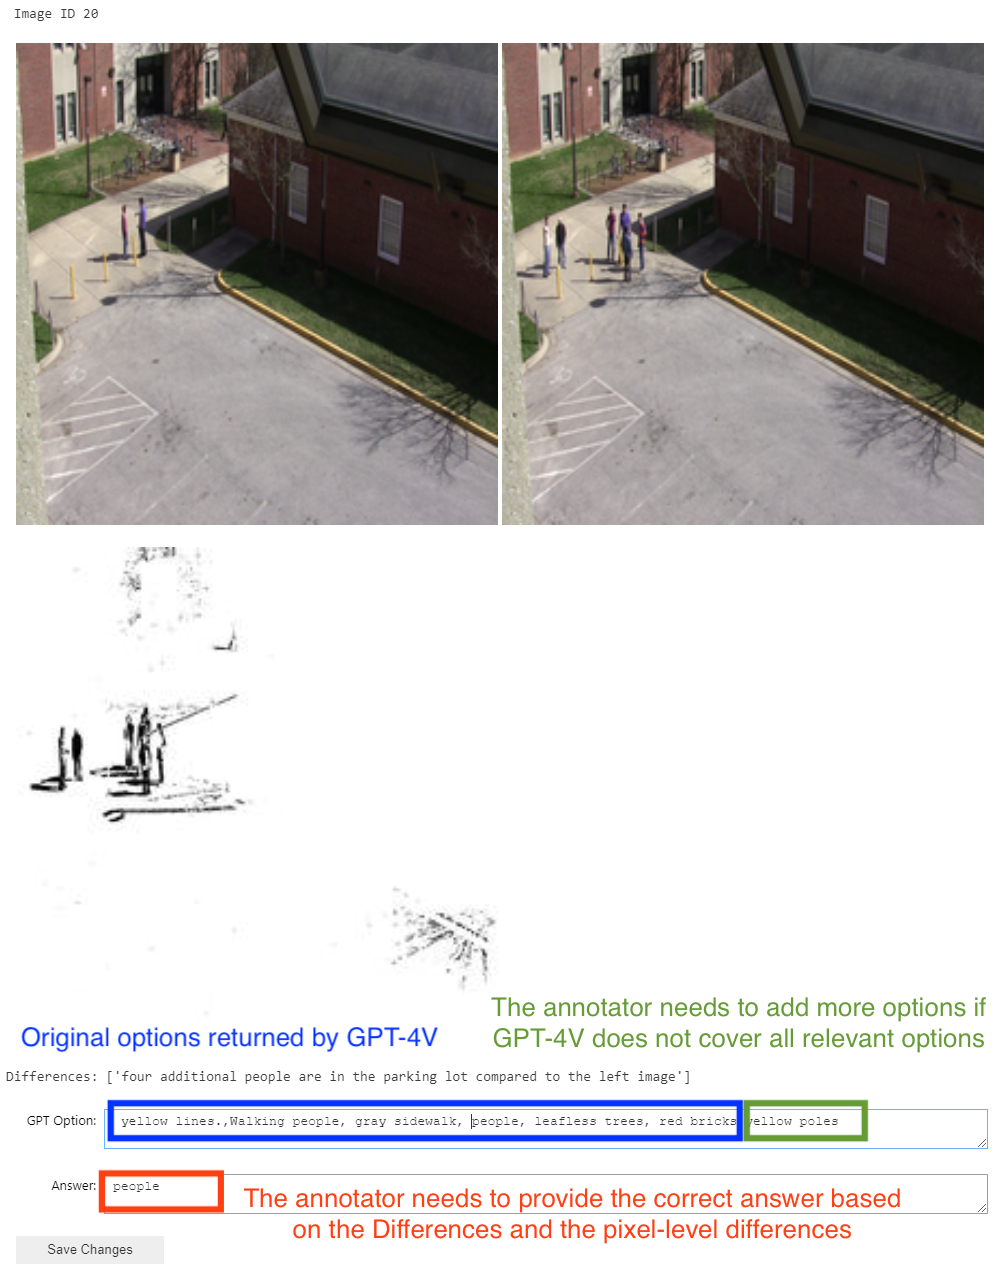 Image ID 20
Original options returned by GPT-4V
The annotator needs to add more options if
GPT-4V does not cover all relevant options
Differences: ['four additional people are in the parking lot compared to the left image']
GPT Option: yellow lines.,Walking people, gray sidewalk, people, leafless trees, red bricks yellow poles
Answer: people
The annotator needs to provide the correct answer based
on the Differences and the pixel-level differences
Save Changes